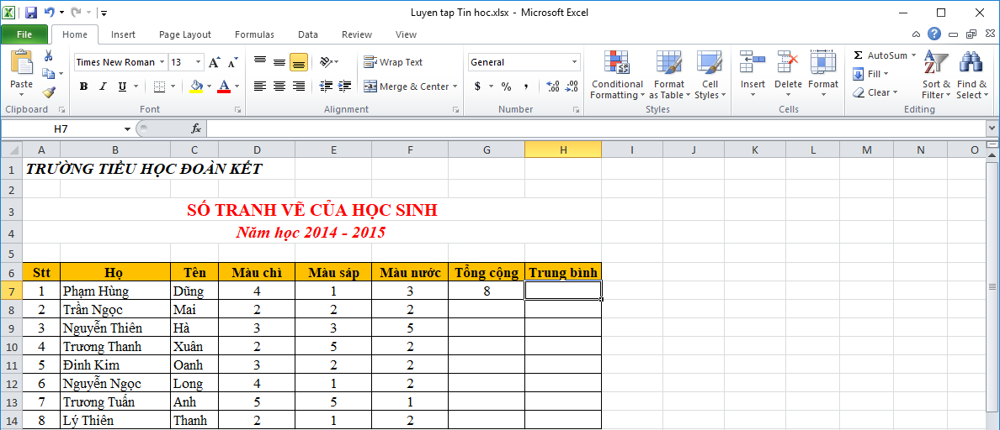 Luyen tap Tin hoc.xlsx - Microsoft Excel
File Home Insert Page Layout Formulas Data Review View
Paste Times New Roman 13 A A Wrap Text General Conditional Formatting Format as Table Cell Styles Insert Delete Format Σ AutoSum Fill Clear Sort & Filter Find & Select
B I U A Merge & Center $ % , .0 .00 .00 .0
Clipboard Font Alignment Number Styles Cells Editing
H7 fx
A B C D E F G H I J K L M N O
1 TRƯỜNG TIỂU HỌC ĐOÀN KẾT
2
3 SỐ TRANH VẼ CỦA HỌC SINH
4 Năm học 2014 - 2015
5
6 Stt Họ Tên Màu chì Màu sáp Màu nước Tổng cộng Trung bình
7 1 Phạm Hùng Dũng 4 1 3 8
8 2 Trần Ngọc Mai 2 2 2
9 3 Nguyễn Thiên Hà 3 3 5
10 4 Trương Thanh Xuân 2 5 2
11 5 Đinh Kim Oanh 3 2 2
12 6 Nguyễn Ngọc Long 4 1 2
13 7 Trương Tuấn Anh 5 5 1
14 8 Lý Thiên Thanh 2 1 2